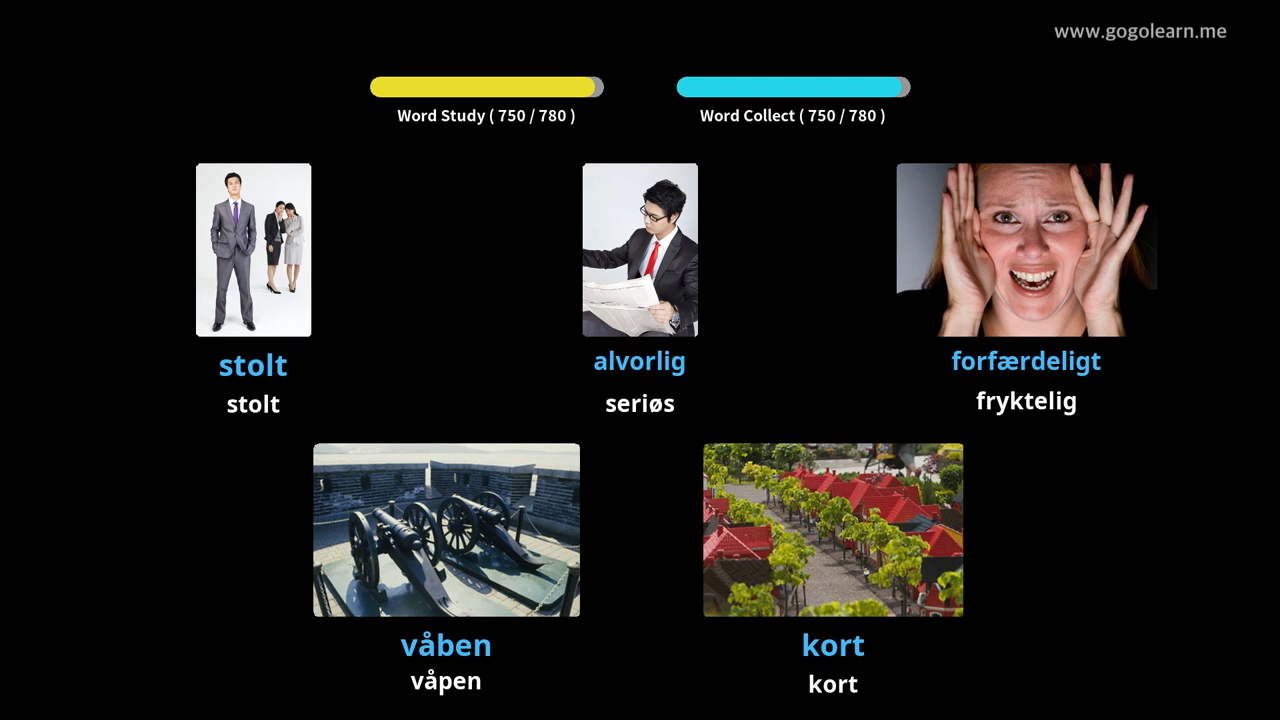 www.gogolearn.me
Word Study ( 750 / 780 )
Word Collect ( 750 / 780 )
stolt
stolt
alvorlig
seriøs
forfærdeligt
fryktelig
våben
våpen
kort
kort